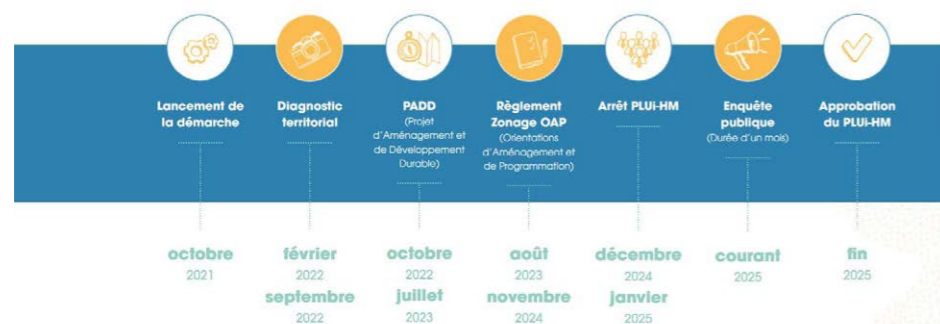 Lancement de
la démarche
Diagnostic
territorial
PADD
(Projet
d'Aménagement et
de Développement
Durable)
Règlement
Zonage OAP
(Orientations
d'Aménagement et
de Programmation)
Arrêt PLUi-HM
Enquête
publique
(Durée d'un mois)
Approbation
du PLUi-HM
octobre
2021
février
2022
septembre
2022
octobre
2022
juillet
2023
août
2023
novembre
2024
décembre
2024
janvier
2025
courant
2025
fin
2025